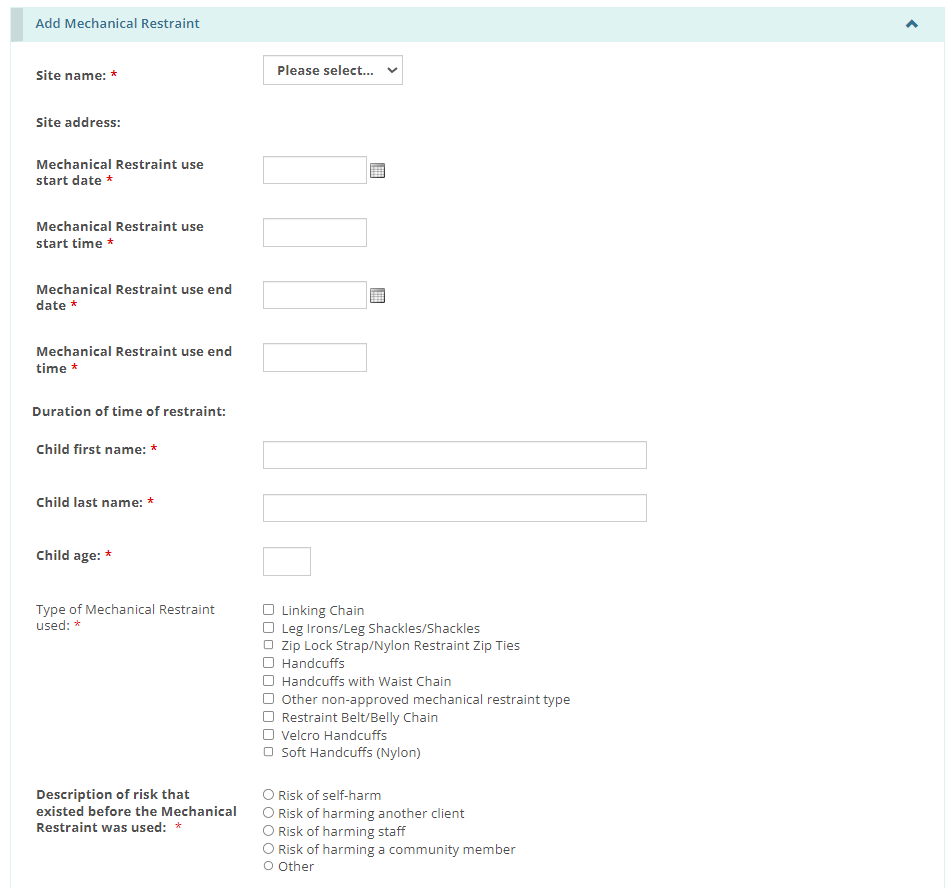 Add Mechanical Restraint
Site name: *
Please select...
Site address:
Mechanical Restraint use
start date *
Mechanical Restraint use
start time *
Mechanical Restraint use end
date *
Mechanical Restraint use end
time *
Duration of time of restraint:
Child first name: *
Child last name: *
Child age: *
Type of Mechanical Restraint
used: *
Linking Chain
Leg Irons/Leg Shackles/Shackles
Zip Lock Strap/Nylon Restraint Zip Ties
Handcuffs
Handcuffs with Waist Chain
Other non-approved mechanical restraint type
Restraint Belt/Belly Chain
Velcro Handcuffs
Soft Handcuffs (Nylon)
Description of risk that
existed before the Mechanical
Restraint was used: *
Risk of self-harm
Risk of harming another client
Risk of harming staff
Risk of harming a community member
Other